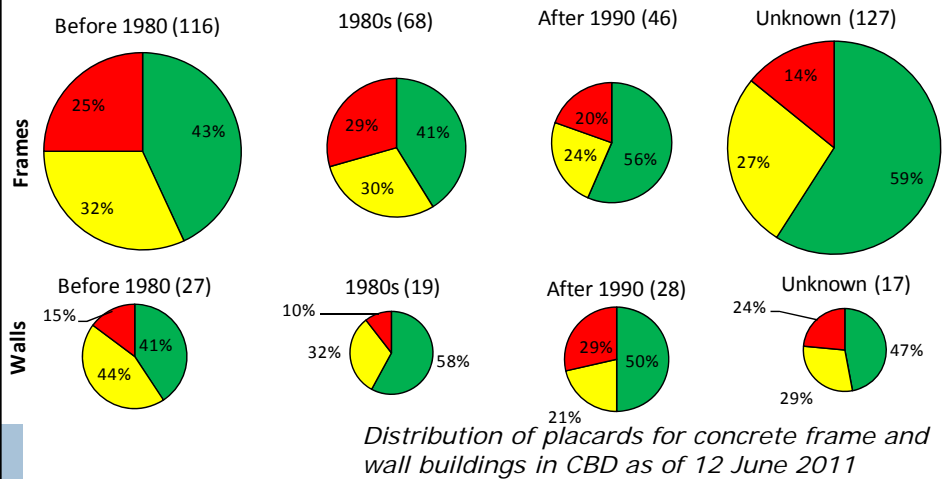 Before 1980 (116)
1980s (68)
After 1990 (46)
Unknown (127)
Frames
25%
43%
32%
29%
41%
30%
20%
24%
56%
14%
27%
59%
Before 1980 (27)
1980s (19)
After 1990 (28)
Unknown (17)
Walls
15%
41%
44%
10%
32%
58%
29%
50%
21%
24%
47%
29%
Distribution of placards for concrete frame and
wall buildings in CBD as of 12 June 2011